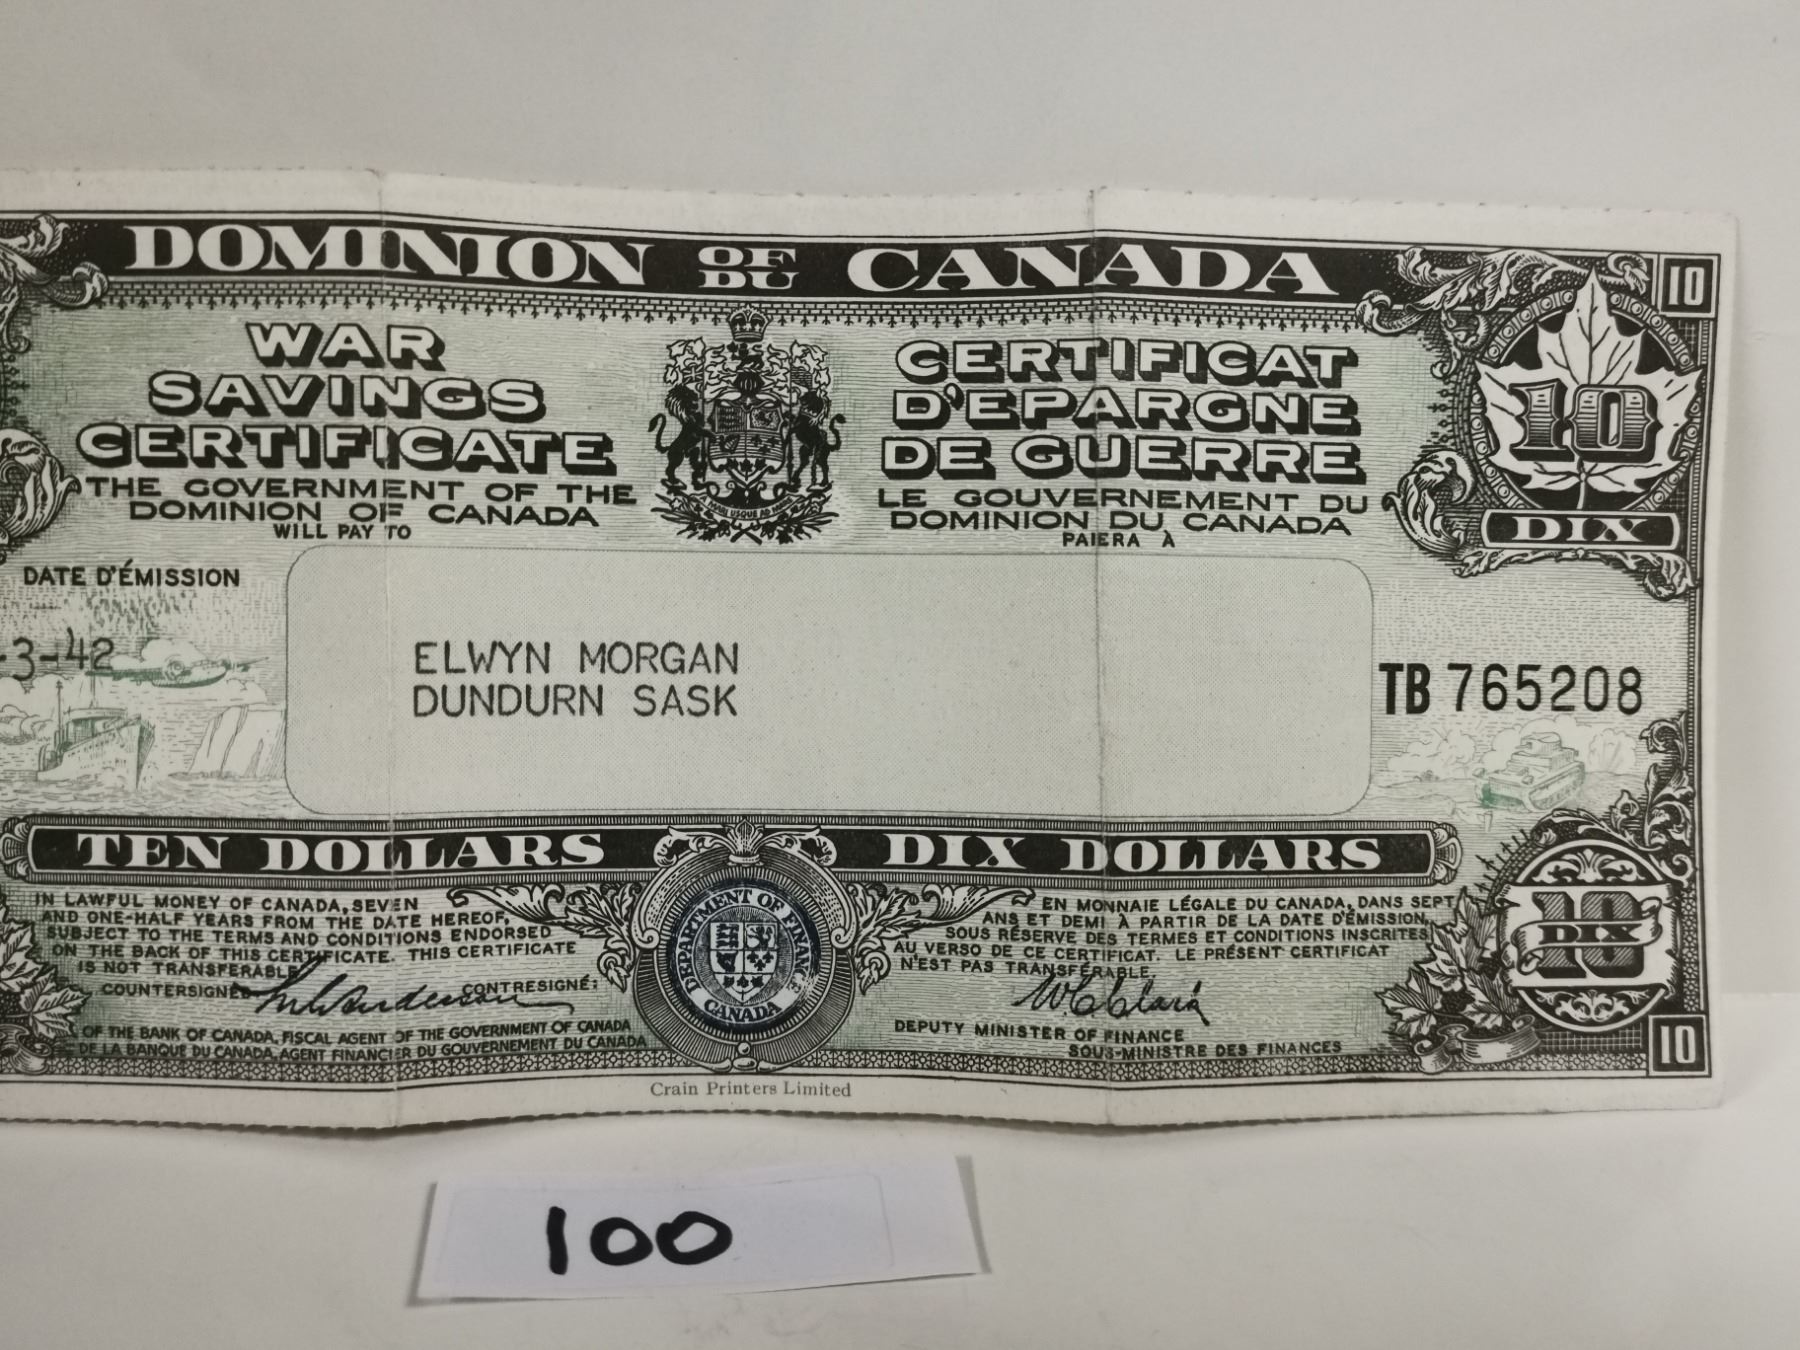 DOMINION OF DU CANADA
10
WAR
SAVINGS
CERTIFICATE
THE GOVERNMENT OF THE
DOMINION OF CANADA
WILL PAY TO
CERTIFICAT
D'EPARGNE
DE GUERRE
LE GOUVERNEMENT DU
DOMINION DU CANADA
PAIERA À
10
DIX
DATE D'ÉMISSION
-3-42
ELWYN MORGAN
DUNDURN SASK
TB 765208
TEN DOLLARS
DIX DOLLARS
IN LAWFUL MONEY OF CANADA, SEVEN
AND ONE-HALF YEARS FROM THE DATE HEREOF,
SUBJECT TO THE TERMS AND CONDITIONS ENDORSED
ON THE BACK OF THIS CERTIFICATE. THIS CERTIFICATE
IS NOT TRANSFERABLE.
COUNTERSIGNED CONTRESIGNÉ:
OF THE BANK OF CANADA, FISCAL AGENT OF THE GOVERNMENT OF CANADA
DE LA BANQUE DU CANADA, AGENT FINANCIER DU GOUVERNEMENT DU CANADA
DEPARTMENT OF FINANCE
CANADA
EN MONNAIE LÉGALE DU CANADA, DANS SEPT
ANS ET DEMI À PARTIR DE LA DATE D'ÉMISSION,
SOUS RÉSERVE DES TERMES ET CONDITIONS INSCRITES
AU VERSO DE CE CERTIFICAT. LE PRÉSENT CERTIFICAT
N'EST PAS TRANSFÉRABLE.
W.C. Clark
DEPUTY MINISTER OF FINANCE
SOUS-MINISTRE DES FINANCES
10
DIX
10
Crain Printers Limited
100